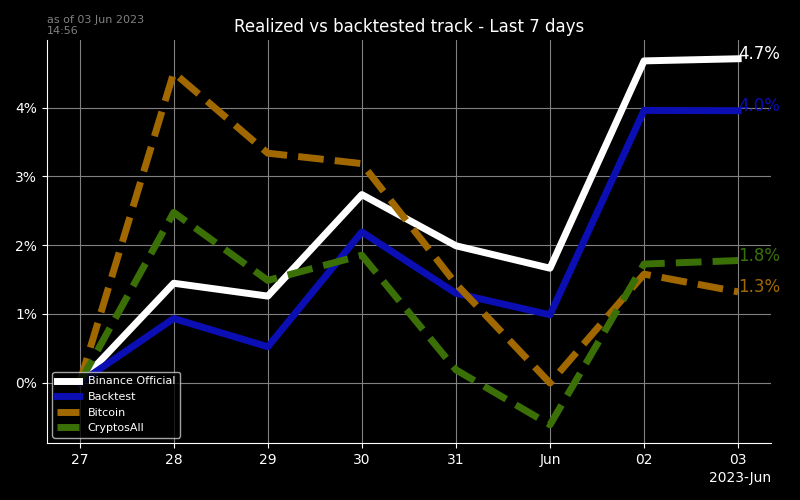 as of 03 Jun 2023
14:56
Realized vs backtested track - Last 7 days
4.7%
4.0%
4%
3%
2%
1.8%
1.3%
1%
0%
Binance Official
Backtest
Bitcoin
CryptosAll
27 28 29 30 31 Jun 02 03
2023-Jun